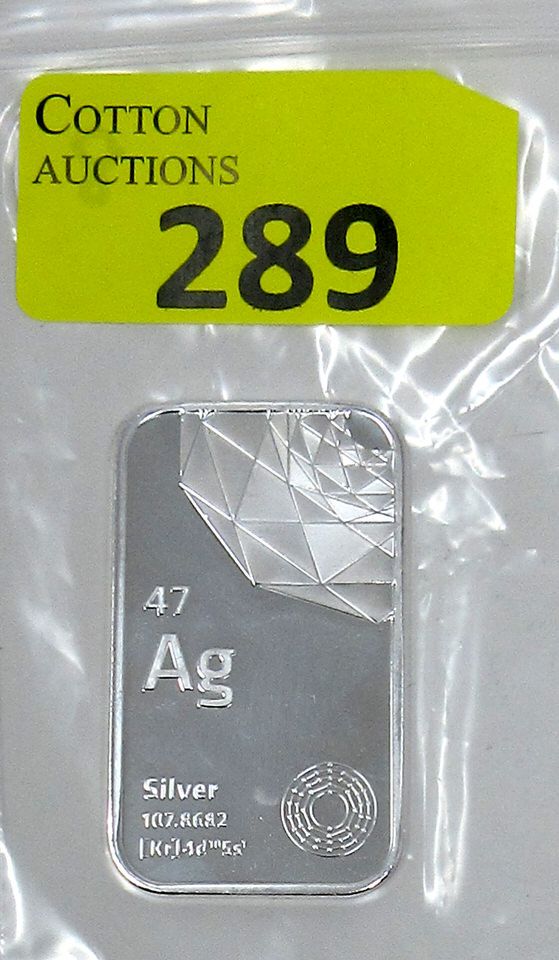 COTTON
AUCTIONS
289
47
Ag
Silver
107.8682
[Kr]4d¹⁰5s¹